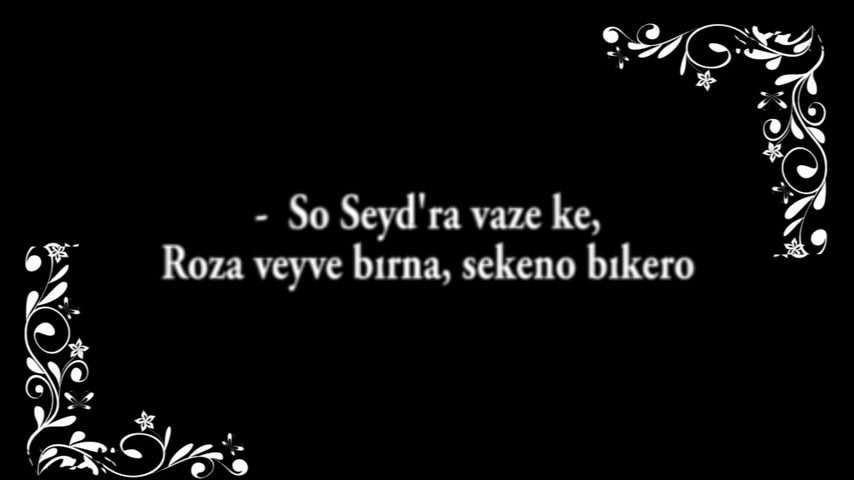 - So Seyd'ra vaze ke,
Roza veyve bırna, sekeno bıkero